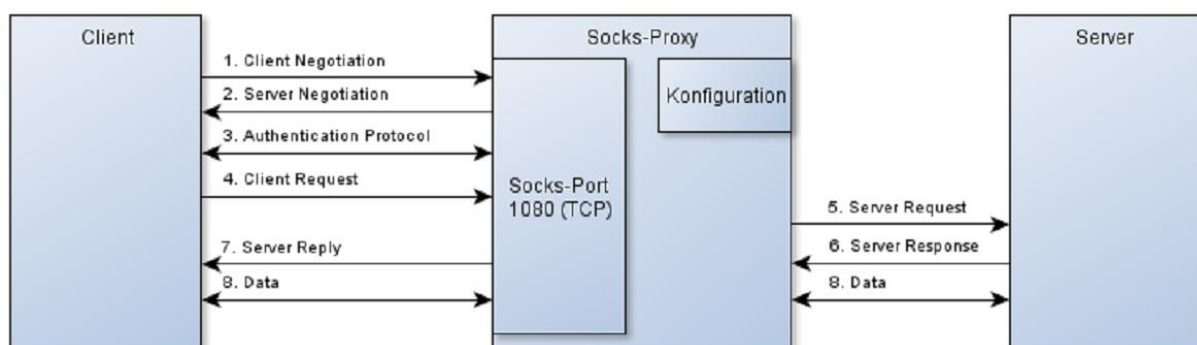 Client
Socks-Proxy
Server
1. Client Negotiation
2. Server Negotiation
3. Authentication Protocol
4. Client Request
7. Server Reply
8. Data
Socks-Port
1080 (TCP)
Konfiguration
5. Server Request
6. Server Response
8. Data